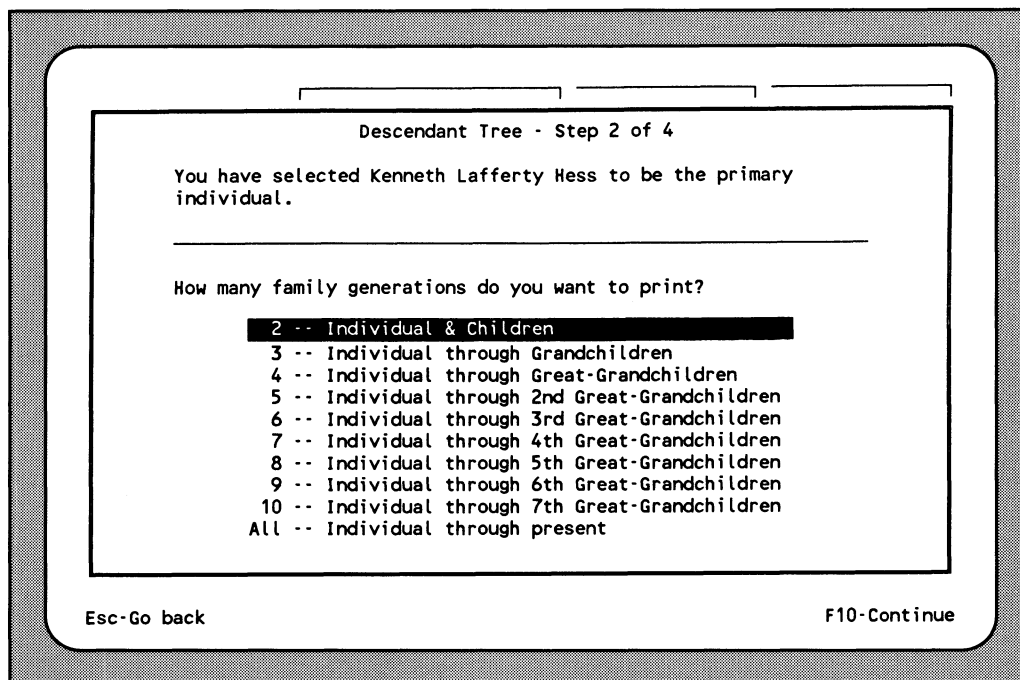 Descendant Tree - Step 2 of 4
You have selected Kenneth Lafferty Hess to be the primary
individual.
How many family generations do you want to print?
2 -- Individual & Children
3 -- Individual through Grandchildren
4 -- Individual through Great-Grandchildren
5 -- Individual through 2nd Great-Grandchildren
6 -- Individual through 3rd Great-Grandchildren
7 -- Individual through 4th Great-Grandchildren
8 -- Individual through 5th Great-Grandchildren
9 -- Individual through 6th Great-Grandchildren
10 -- Individual through 7th Great-Grandchildren
All -- Individual through present
Esc-Go back
F10-Continue